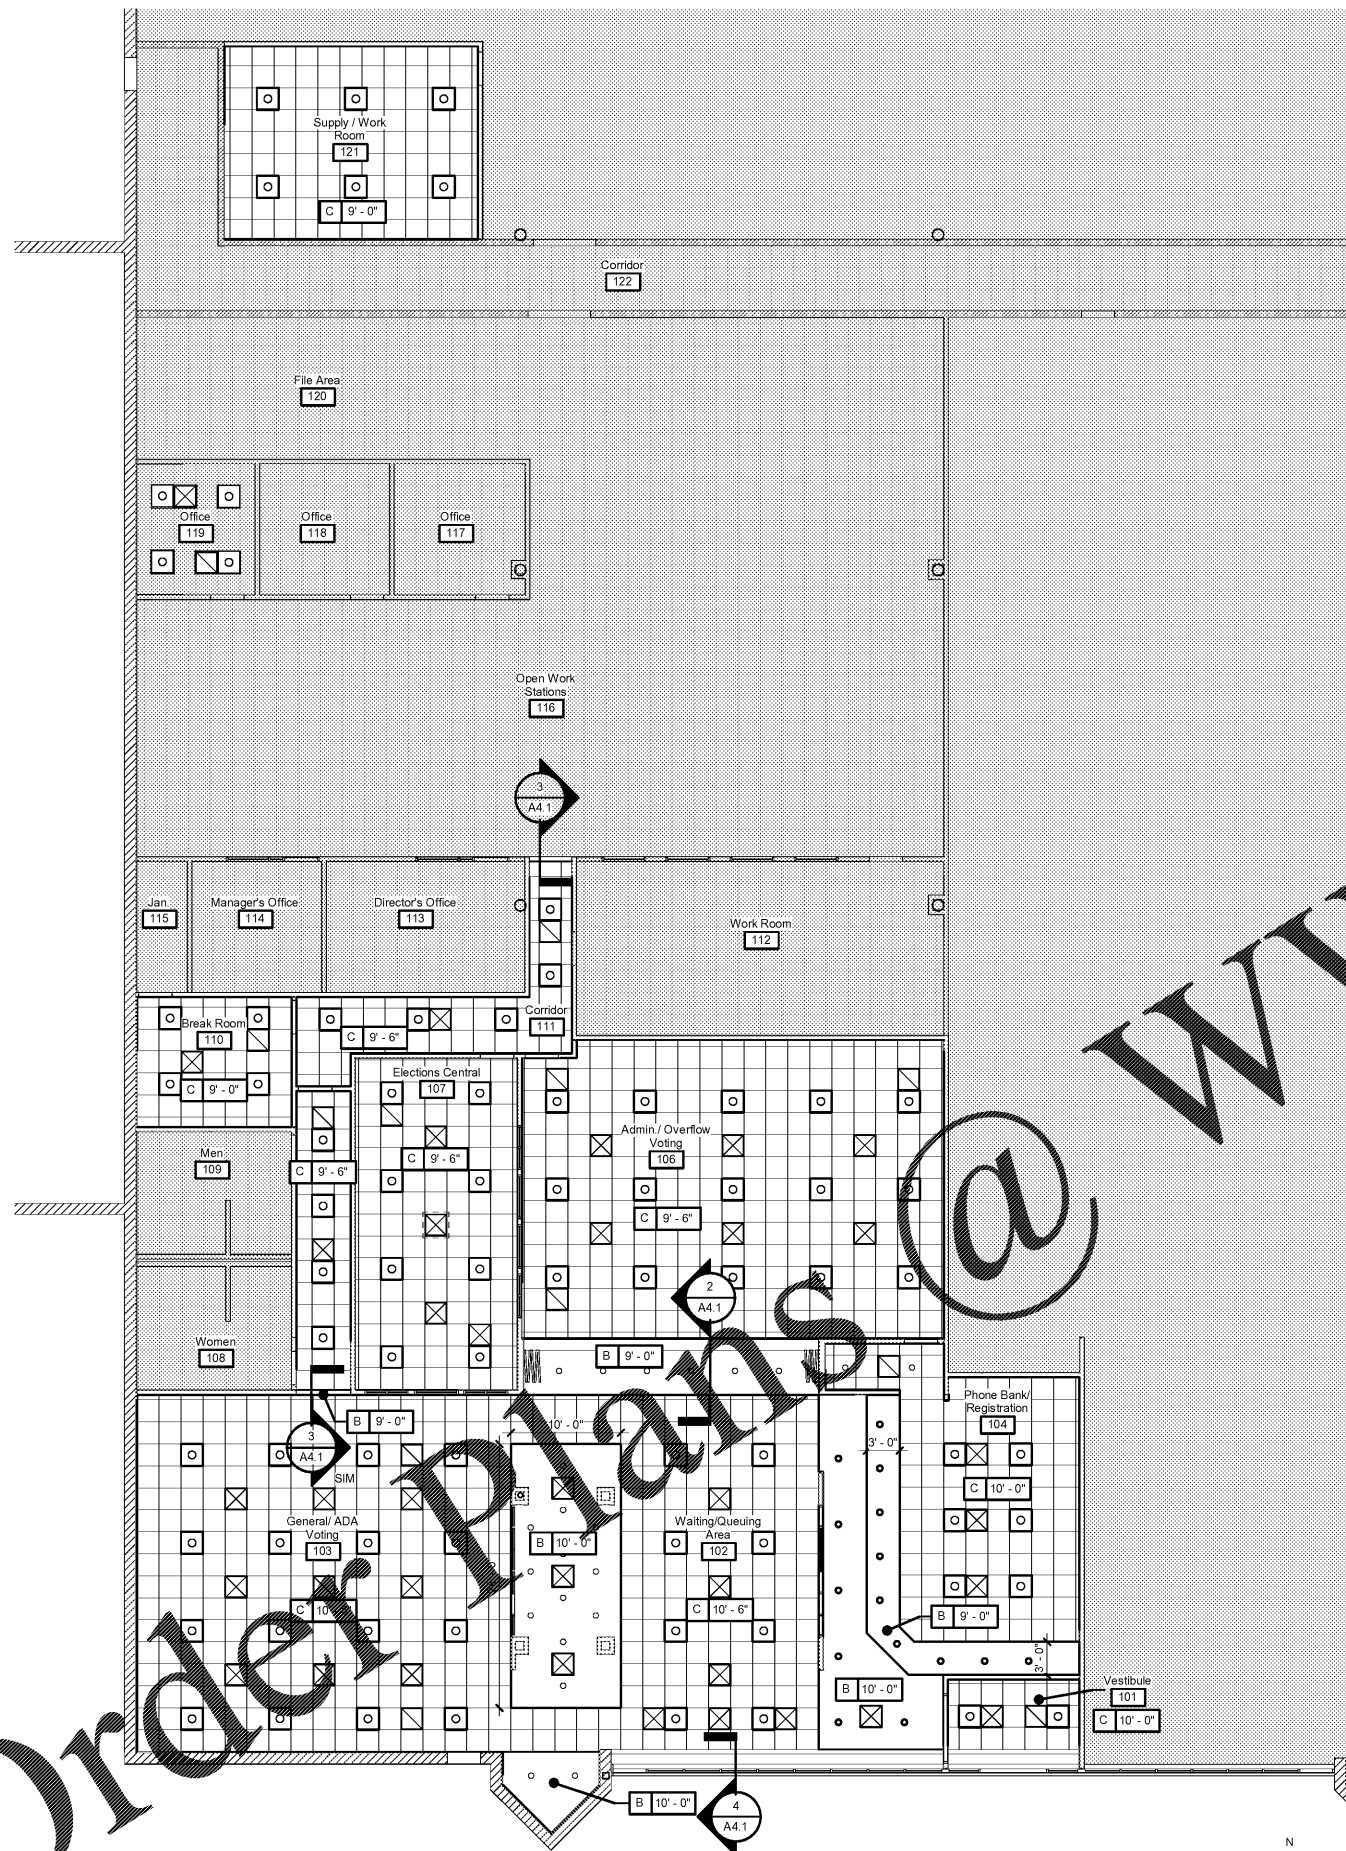 Supply / Work
Room
121
C 9' - 0"
Corridor
122
File Area
120
Office
119
Office
118
Office
117
Open Work
Stations
116
3
A4.1
Jan.
115
Manager's Office
114
Director's Office
113
Work Room
112
Corridor
111
C 9' - 6"
Break Room
110
C 9' - 0"
Elections Central
107
C 9' - 6"
Admin./ Overflow
Voting
106
C 9' - 6"
Men
109
C 9' - 6"
Women
108
2
A4.1
B 9' - 0"
B 9' - 0"
3
A4.1
SIM
10' - 0"
3' - 0"
Phone Bank/
Registration
104
C 10' - 0"
General/ ADA
Voting
103
C 10'
B 10' - 0"
Waiting/Queuing
Area
102
C 10' - 6"
B 9' - 0"
3' - 0"
B 10' - 0"
Vestibule
101
C 10' - 0"
B 10' - 0"
4
A4.1
N
Order Plans @ w